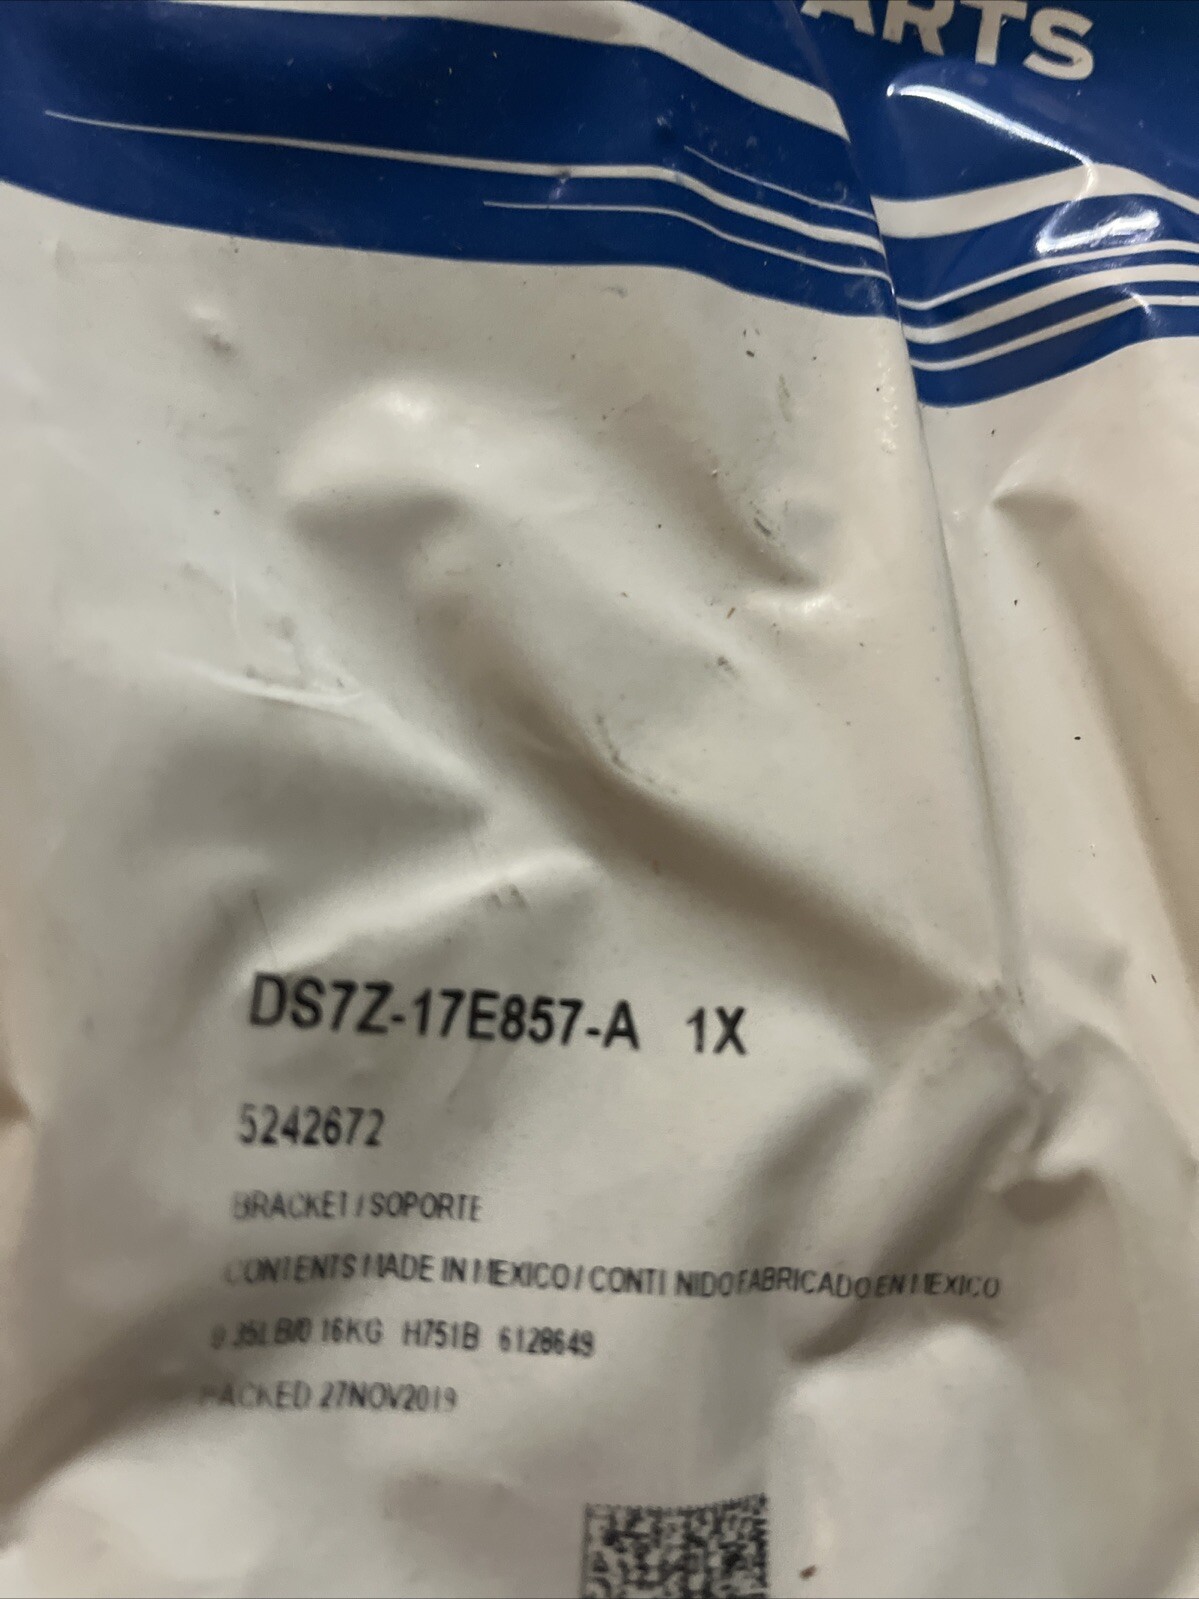 ARTS
DS7Z-17E857-A 1X
5242672
BRACKET / SOPORTE
CONTENTS MADE IN MEXICO / CONTENIDO FABRICADO EN MEXICO
0.35LB/0.16KG H751B 6128649
PACKED 27NOV2019